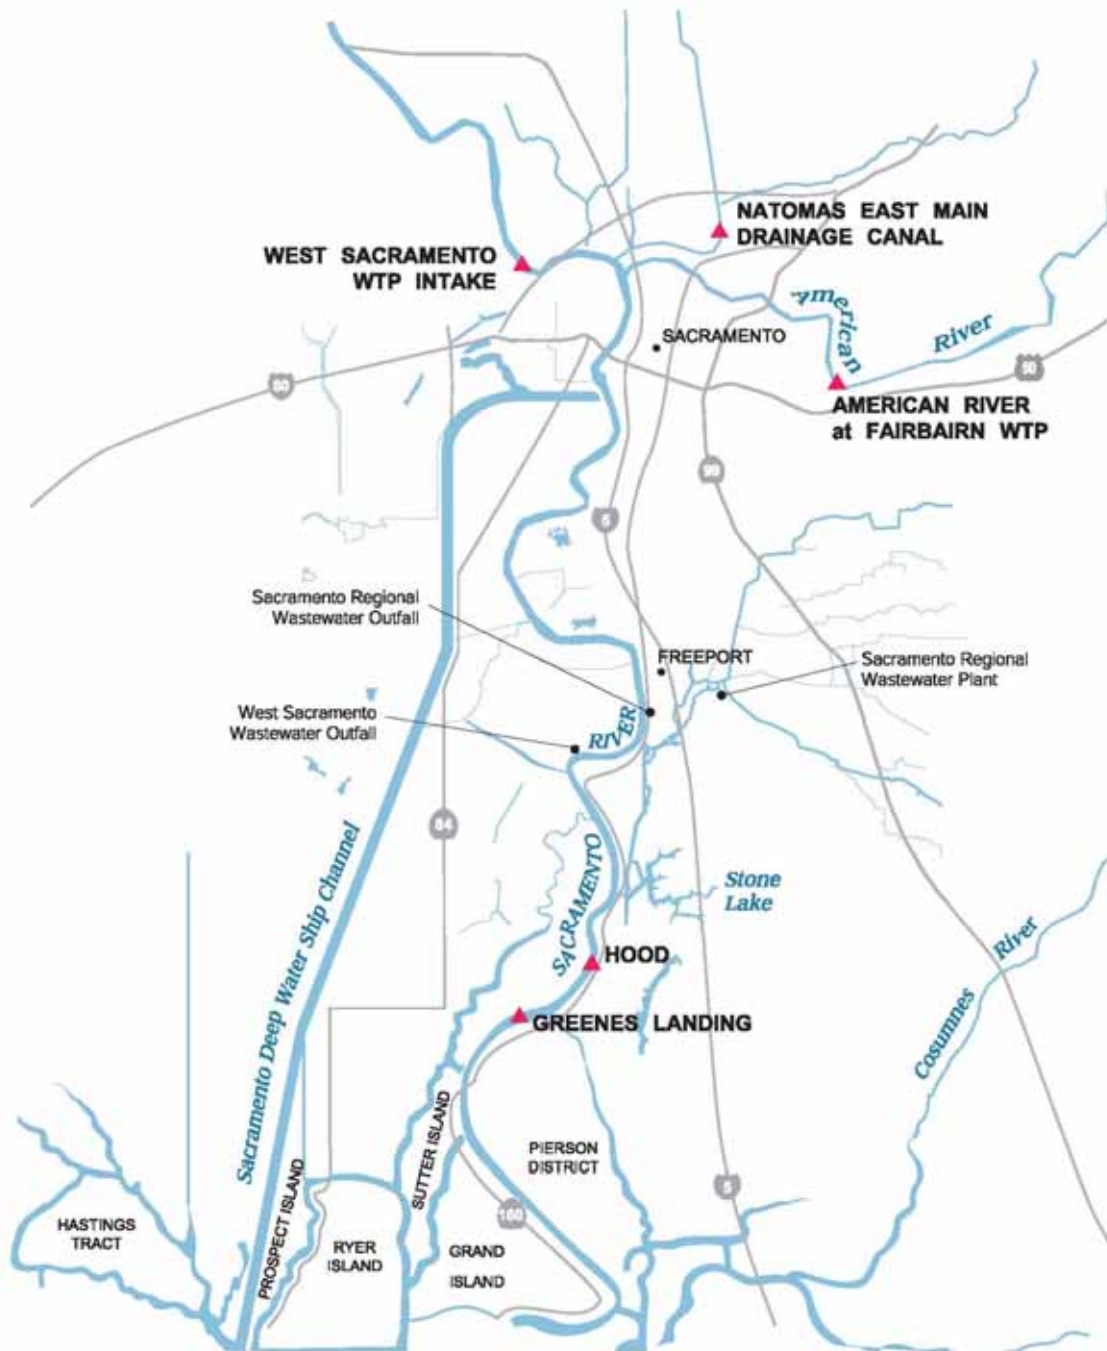 NATOMAS EAST MAIN
DRAINAGE CANAL
WEST SACRAMENTO
WTP INTAKE
American
River
SACRAMENTO
80
50
AMERICAN RIVER
at FAIRBAIRN WTP
99
5
Sacramento Regional
Wastewater Outfall
FREEPORT
Sacramento Regional
Wastewater Plant
West Sacramento
Wastewater Outfall
RIVER
84
SACRAMENTO
Stone
Lake
Sacramento Deep Water Ship Channel
HOOD
River
Cosumnes
GREENES LANDING
SUTTER ISLAND
PIERSON
DISTRICT
5
PROSPECT ISLAND
HASTINGS
TRACT
160
RYER
ISLAND
GRAND
ISLAND